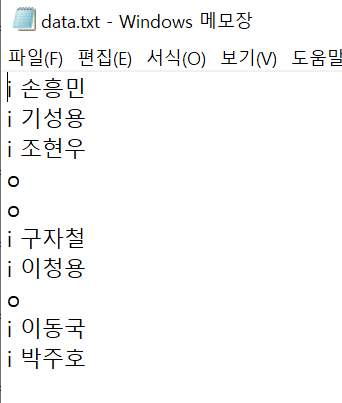 data.txt - Windows 메모장
파일(F) 편집(E) 서식(O) 보기(V) 도움말
i 손흥민
i 기성용
i 조현우
o
o
i 구자철
i 이청용
o
i 이동국
i 박주호